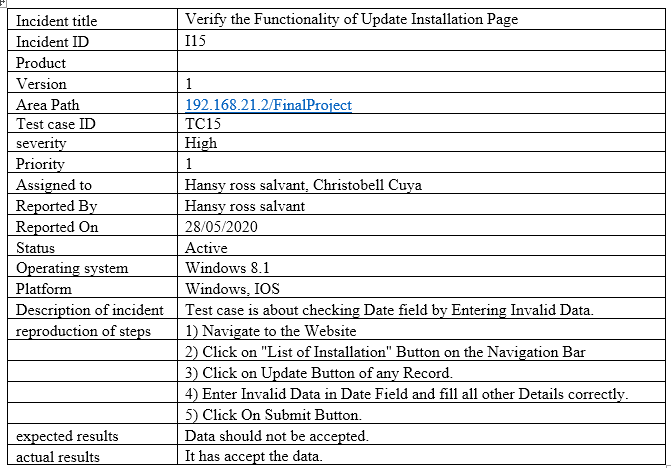 Incident title Verify the Functionality of Update Installation Page
Incident ID I15
Product
Version 1
Area Path 192.168.21.2/FinalProject
Test case ID TC15
severity High
Priority 1
Assigned to Hansy ross salvant, Christobell Cuya
Reported By Hansy ross salvant
Reported On 28/05/2020
Status Active
Operating system Windows 8.1
Platform Windows, IOS
Description of incident Test case is about checking Date field by Entering Invalid Data.
reproduction of steps 1) Navigate to the Website
2) Click on "List of Installation" Button on the Navigation Bar
3) Click on Update Button of any Record.
4) Enter Invalid Data in Date Field and fill all other Details correctly.
5) Click On Submit Button.
expected results Data should not be accepted.
actual results It has accept the data.